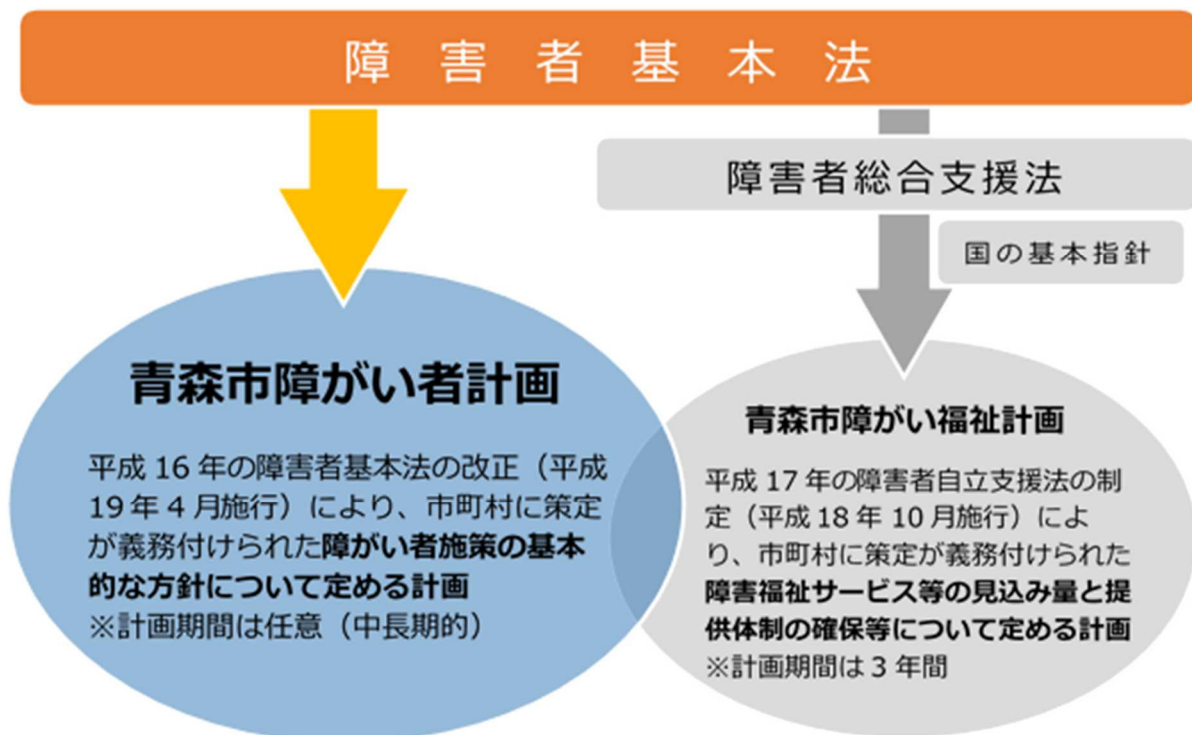 障害者基本法
障害者総合支援法
国の基本指針
青森市障がい者計画
平成 16 年の障害者基本法の改正（平成
19 年 4 月施行）により、市町村に策定
が義務付けられた障がい者施策の基本
的な方針について定める計画
※計画期間は任意（中長期的）
青森市障がい福祉計画
平成 17 年の障害者自立支援法の制
定（平成 18 年 10 月施行）によ
り、市町村に策定が義務付けられた
障害福祉サービス等の見込み量と提
供体制の確保等について定める計画
※計画期間は 3 年間